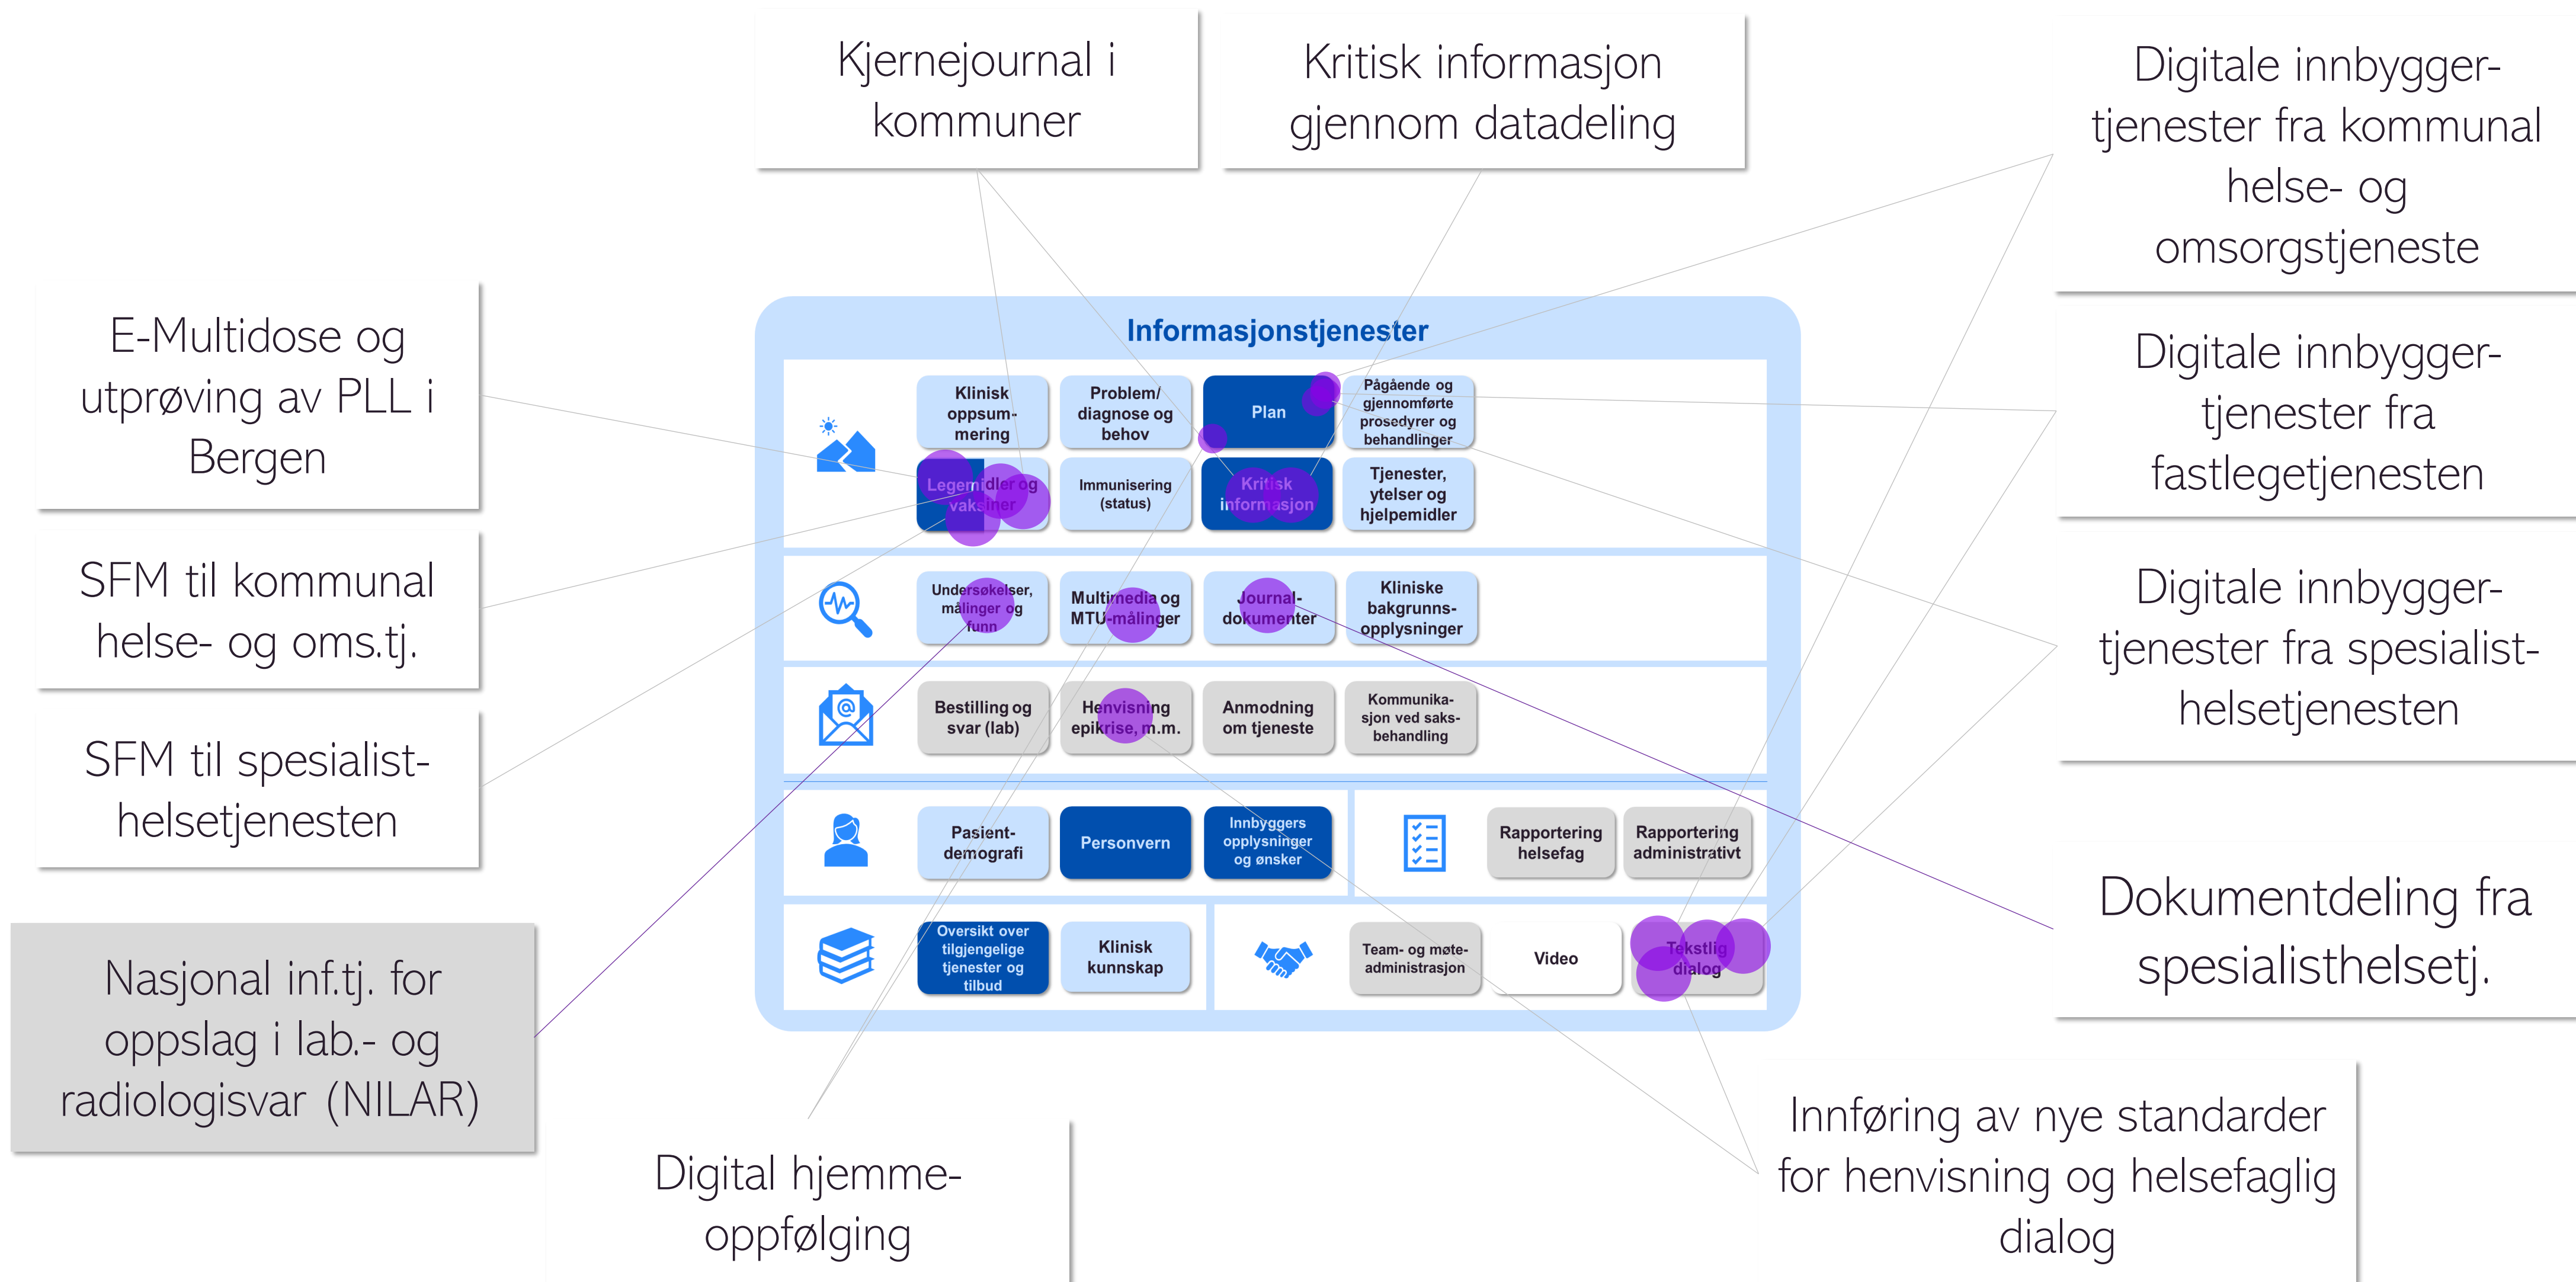 Kjernejournal i
kommuner
Kritisk informasjon
gjennom datadeling
Digitale innbygger-
tjenester fra kommunal
helse- og
omsorgstjeneste
E-Multidose og
utprøving av PLL i
Bergen
Digitale innbygger-
tjenester fra
fastlegetjenesten
SFM til kommunal
helse- og oms.tj.
Digitale innbygger-
tjenester fra spesialist-
helsetjenesten
SFM til spesialist-
helsetjenesten
Dokumentdeling fra
spesialisthelsetj.
Nasjonal inf.tj. for
oppslag i lab.- og
radiologisvar (NILAR)
Digital hjemme-
oppfølging
Innføring av nye standarder
for henvisning og helsefaglig
dialog
Informasjonstjenester
Klinisk
oppsum-
mering
Problem/
diagnose og
behov
Plan
Pågående og
gjennomførte
prosedyrer og
behandlinger
Legemidler og
vaksiner
Immunisering
(status)
Kritisk
informasjon
Tjenester,
ytelser og
hjelpemidler
Undersøkelser,
målinger og
funn
Multimedia og
MTU-målinger
Journal-
dokumenter
Kliniske
bakgrunns-
opplysninger
Bestilling og
svar (lab)
Henvisning
epikrise, m.m.
Anmodning
om tjeneste
Kommunika-
sjon ved saks-
behandling
Pasient-
demografi
Personvern
Innbyggers
opplysninger
og ønsker
Rapportering
helsefag
Rapportering
administrativt
Oversikt over
tilgjengelige
tjenester og
tilbud
Klinisk
kunnskap
Team- og møte-
administrasjon
Video
Tekstlig
dialog